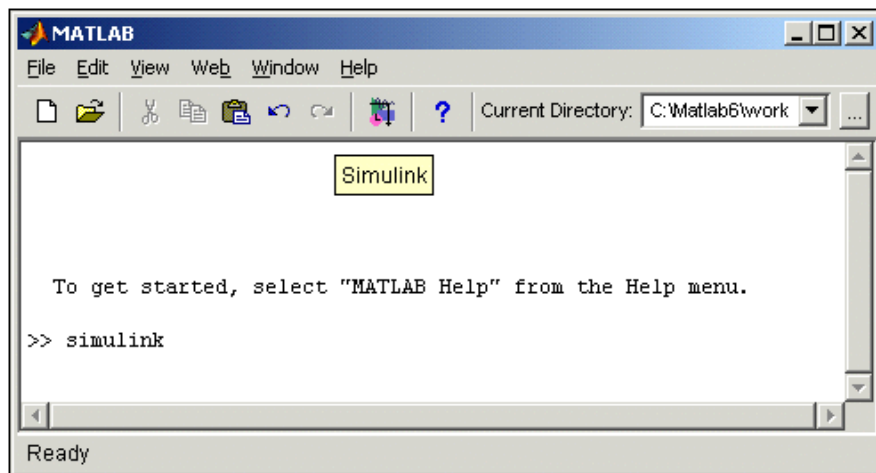 MATLAB
File Edit View Web Window Help
? Current Directory: C:\Matlab6\work ...
Simulink
To get started, select "MATLAB Help" from the Help menu.
>> simulink
Ready